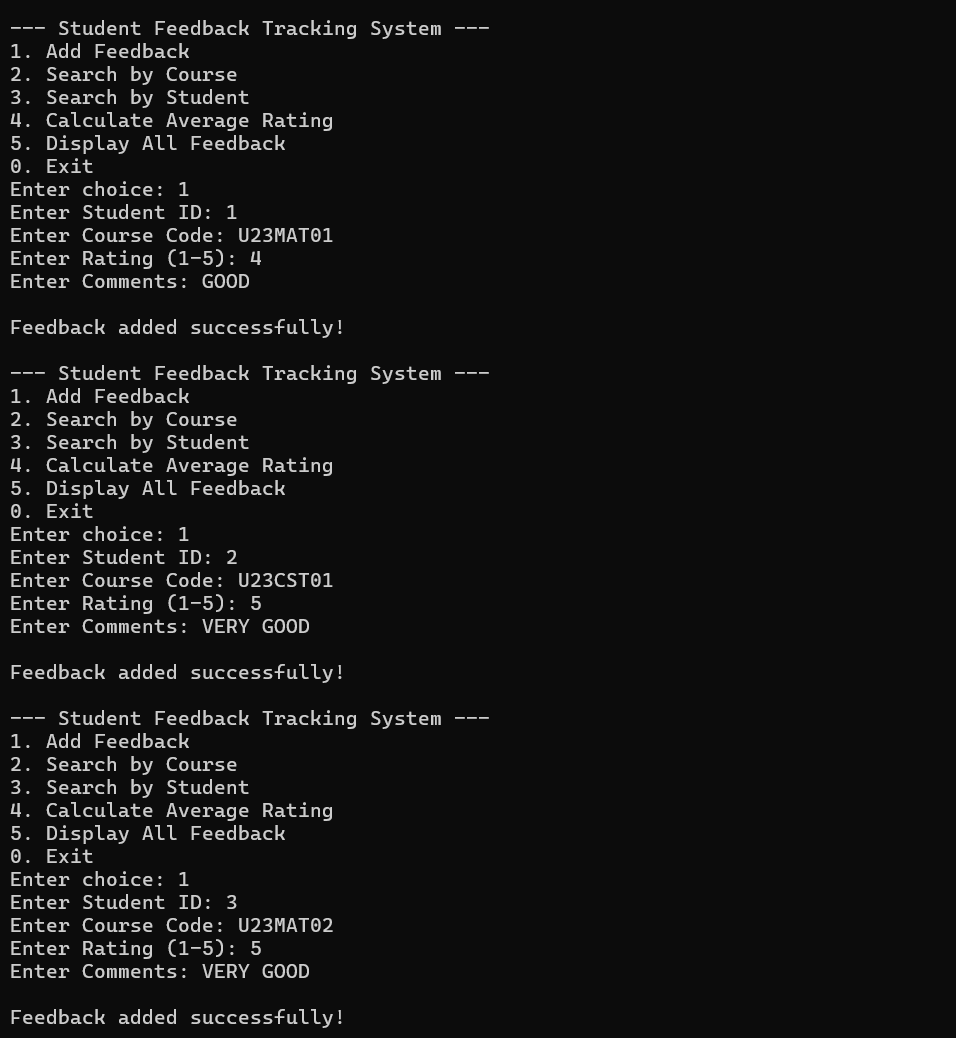 --- Student Feedback Tracking System ---
1. Add Feedback
2. Search by Course
3. Search by Student
4. Calculate Average Rating
5. Display All Feedback
0. Exit
Enter choice: 1
Enter Student ID: 1
Enter Course Code: U23MAT01
Enter Rating (1-5): 4
Enter Comments: GOOD

Feedback added successfully!

--- Student Feedback Tracking System ---
1. Add Feedback
2. Search by Course
3. Search by Student
4. Calculate Average Rating
5. Display All Feedback
0. Exit
Enter choice: 1
Enter Student ID: 2
Enter Course Code: U23CST01
Enter Rating (1-5): 5
Enter Comments: VERY GOOD

Feedback added successfully!

--- Student Feedback Tracking System ---
1. Add Feedback
2. Search by Course
3. Search by Student
4. Calculate Average Rating
5. Display All Feedback
0. Exit
Enter choice: 1
Enter Student ID: 3
Enter Course Code: U23MAT02
Enter Rating (1-5): 5
Enter Comments: VERY GOOD

Feedback added successfully!